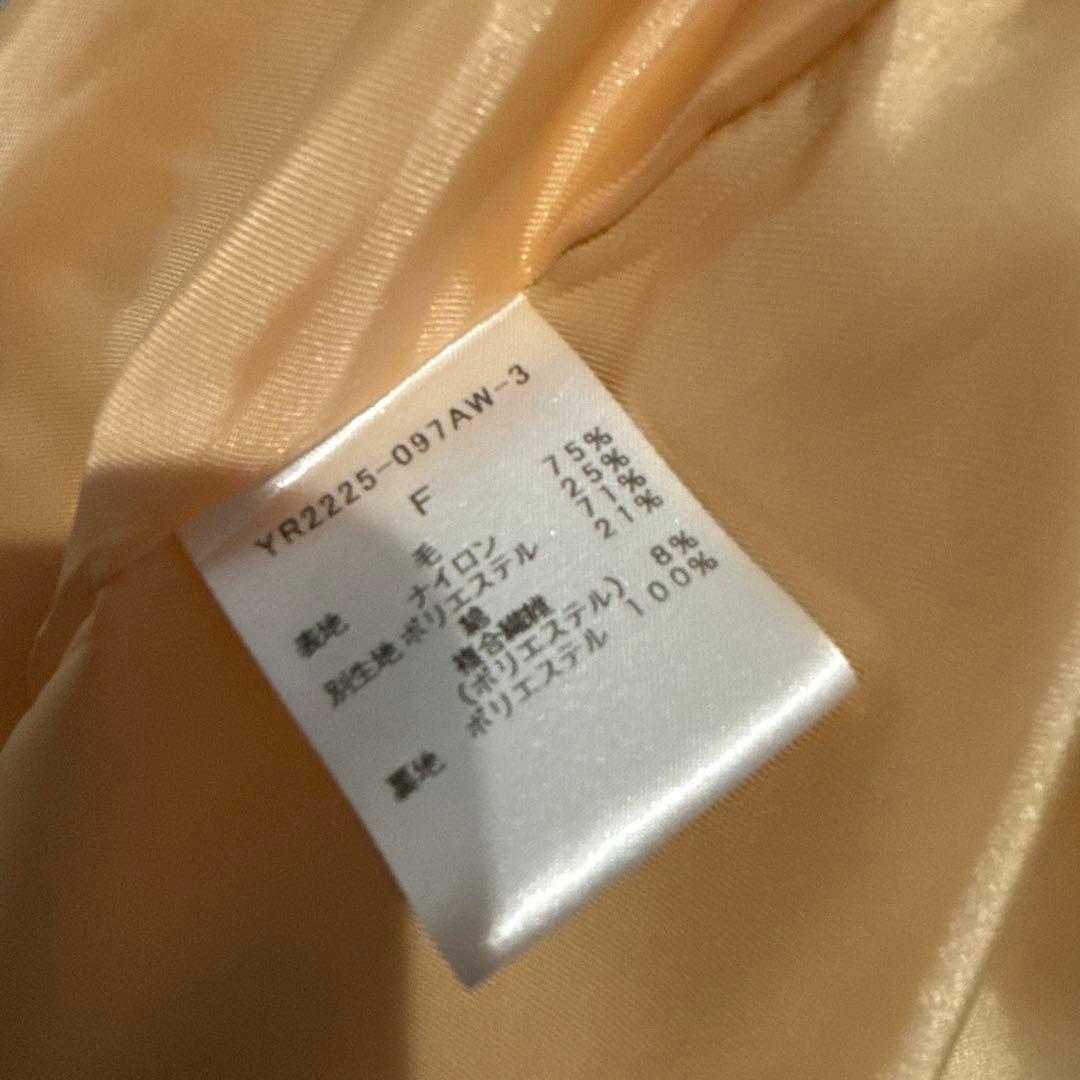 YR2225-097AW-3
F
表地 毛 75%
ナイロン 25%
別生地 ポリエステル 71%
綿 21%
複合繊維
(ポリエステル) 8%
裏地 ポリエステル 100%